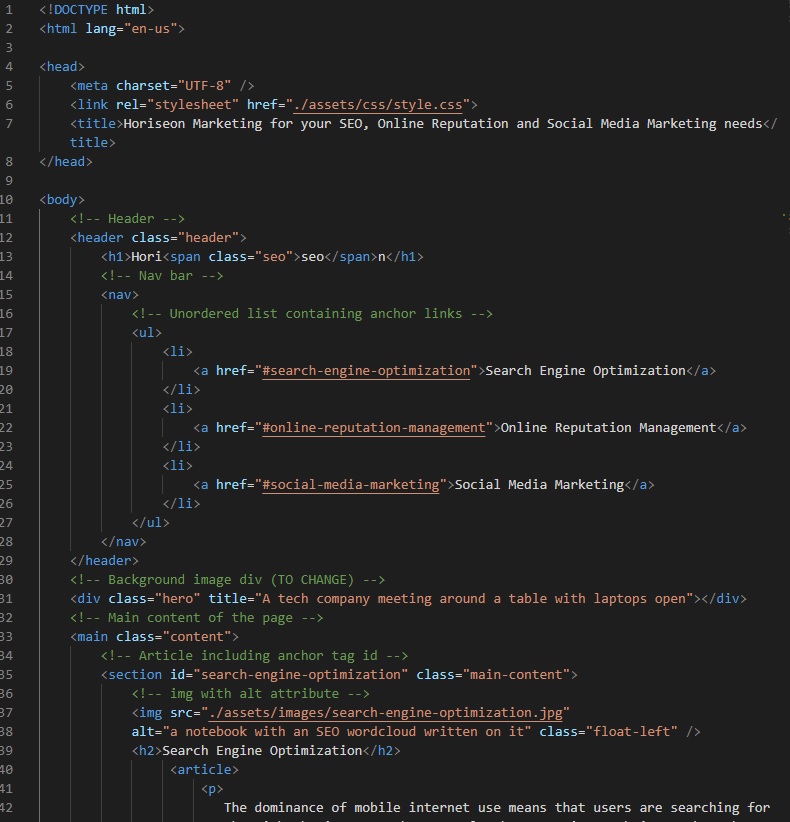 1 <!DOCTYPE html>
2 <html lang="en-us">
3
4 <head>
5 <meta charset="UTF-8" />
6 <link rel="stylesheet" href="./assets/css/style.css">
7 <title>Horiseon Marketing for your SEO, Online Reputation and Social Media Marketing needs</
title>
8 </head>
9
10 <body>
11 <!-- Header -->
12 <header class="header">
13 <h1>Hori<span class="seo">seo</span>n</h1>
14 <!-- Nav bar -->
15 <nav>
16 <!-- Unordered list containing anchor links -->
17 <ul>
18 <li>
19 <a href="#search-engine-optimization">Search Engine Optimization</a>
20 </li>
21 <li>
22 <a href="#online-reputation-management">Online Reputation Management</a>
23 </li>
24 <li>
25 <a href="#social-media-marketing">Social Media Marketing</a>
26 </li>
27 </ul>
28 </nav>
29 </header>
30 <!-- Background image div (TO CHANGE) -->
31 <div class="hero" title="A tech company meeting around a table with laptops open"></div>
32 <!-- Main content of the page -->
33 <main class="content">
34 <!-- Article including anchor tag id -->
35 <section id="search-engine-optimization" class="main-content">
36 <!-- img with alt attribute -->
37 <img src="./assets/images/search-engine-optimization.jpg"
38 alt="a notebook with an SEO wordcloud written on it" class="float-left" />
39 <h2>Search Engine Optimization</h2>
40 <article>
41 <p>
42 The dominance of mobile internet use means that users are searching for